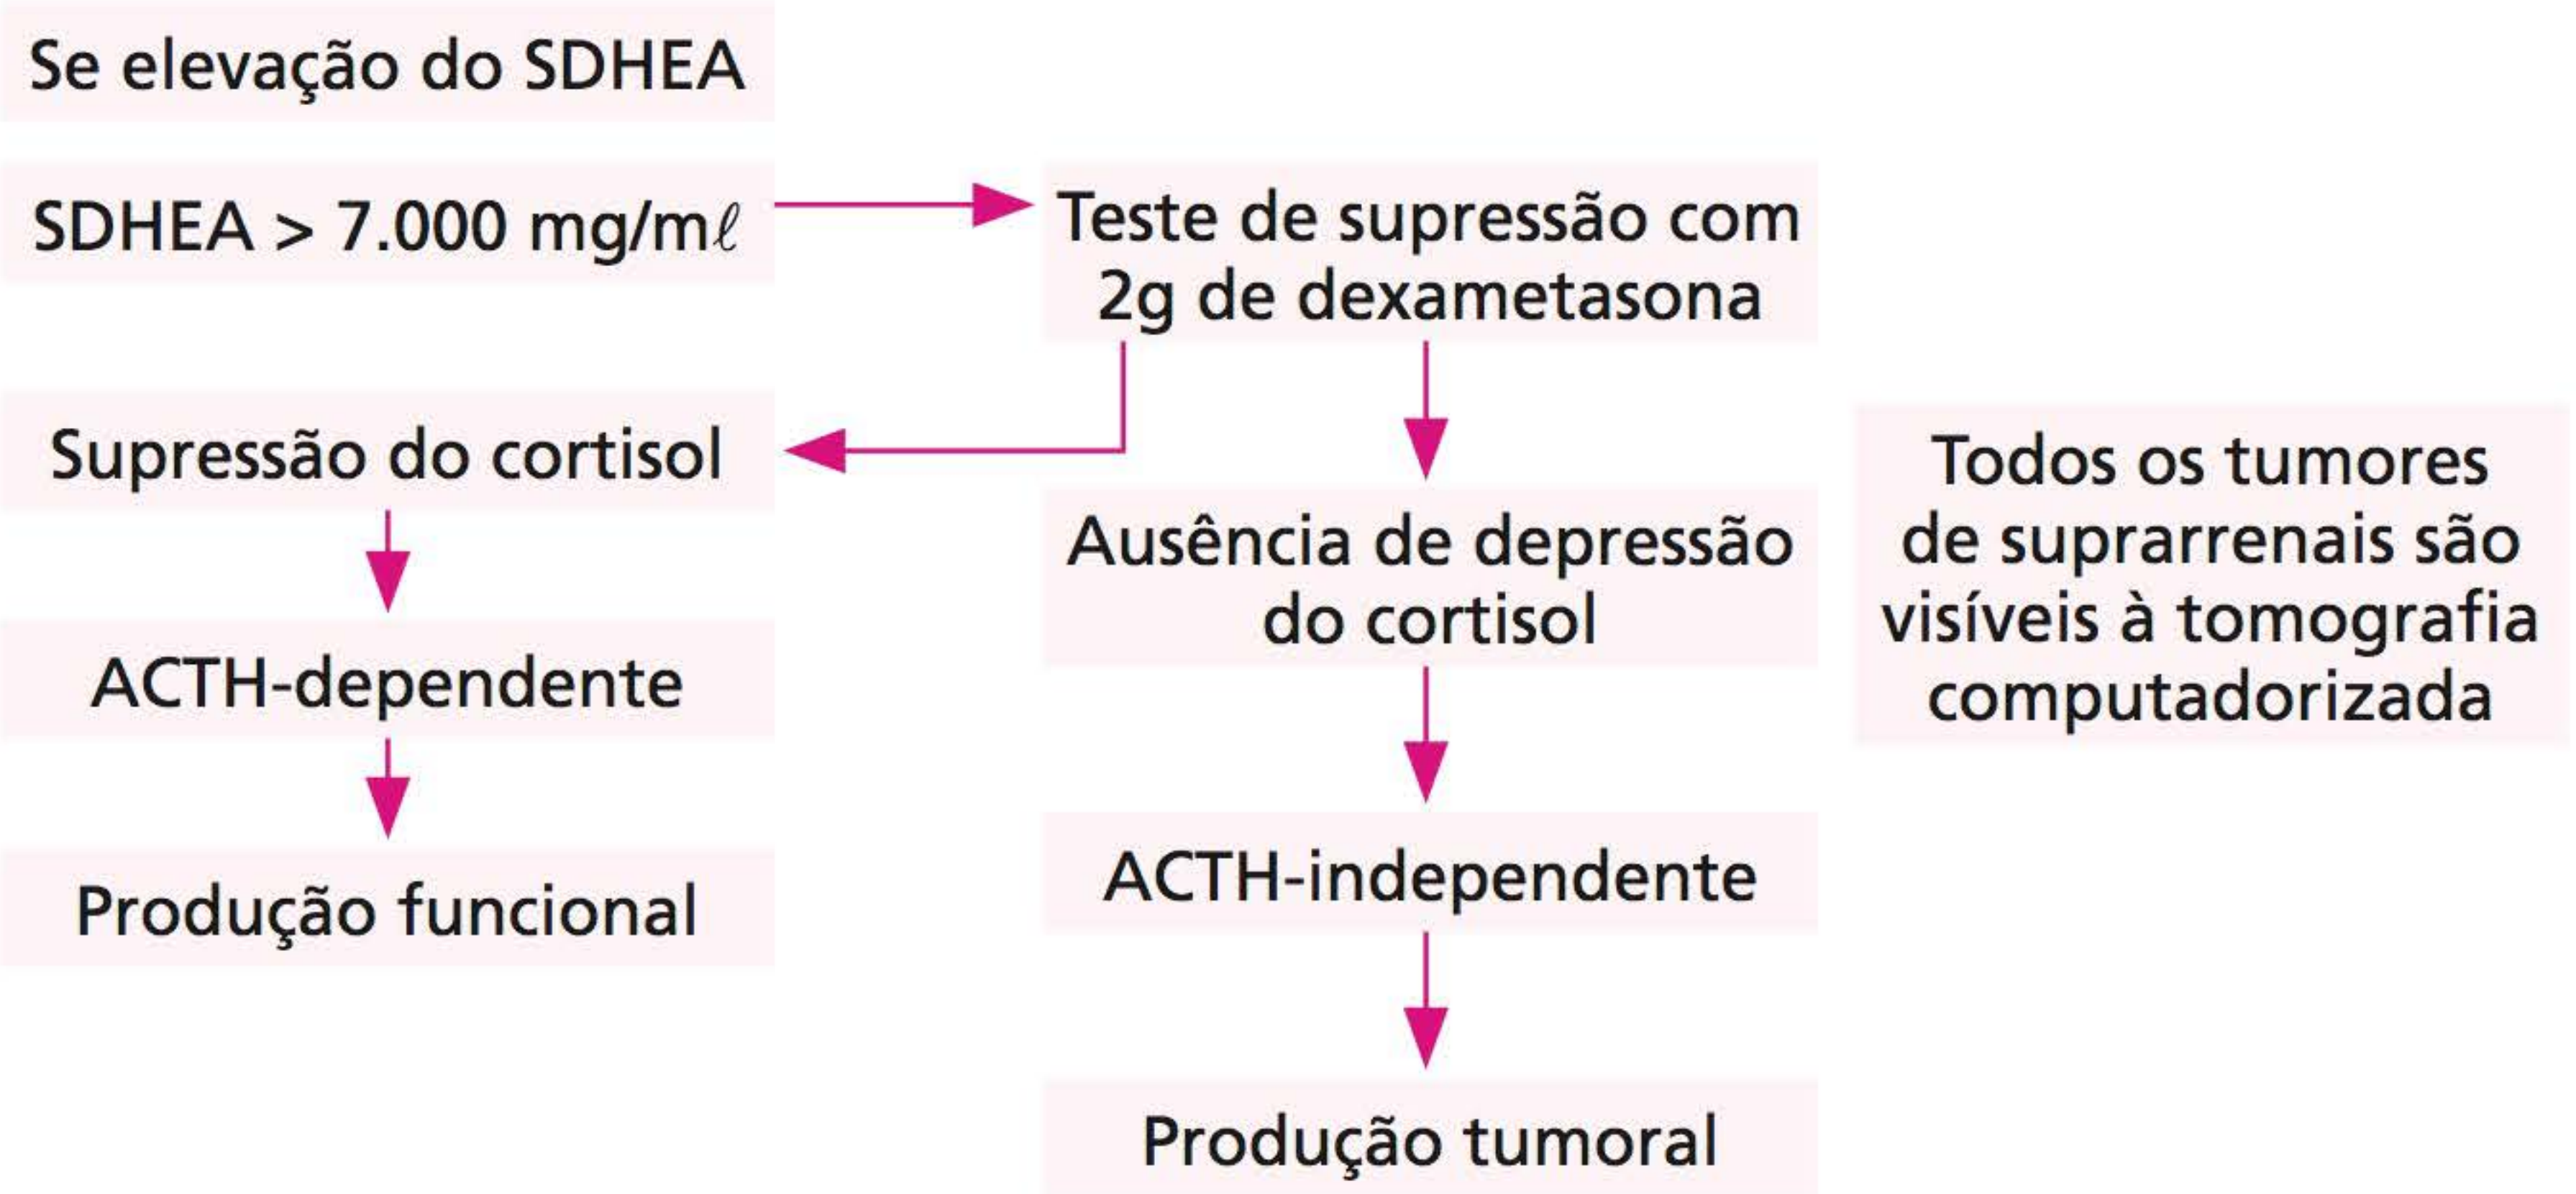 Se elevação do SDHEA
SDHEA > 7.000 mg/mℓ
Teste de supressão com
2g de dexametasona
Supressão do cortisol
ACTH-dependente
Produção funcional
Ausência de depressão
do cortisol
ACTH-independente
Produção tumoral
Todos os tumores
de suprarrenais são
visíveis à tomografia
computadorizada